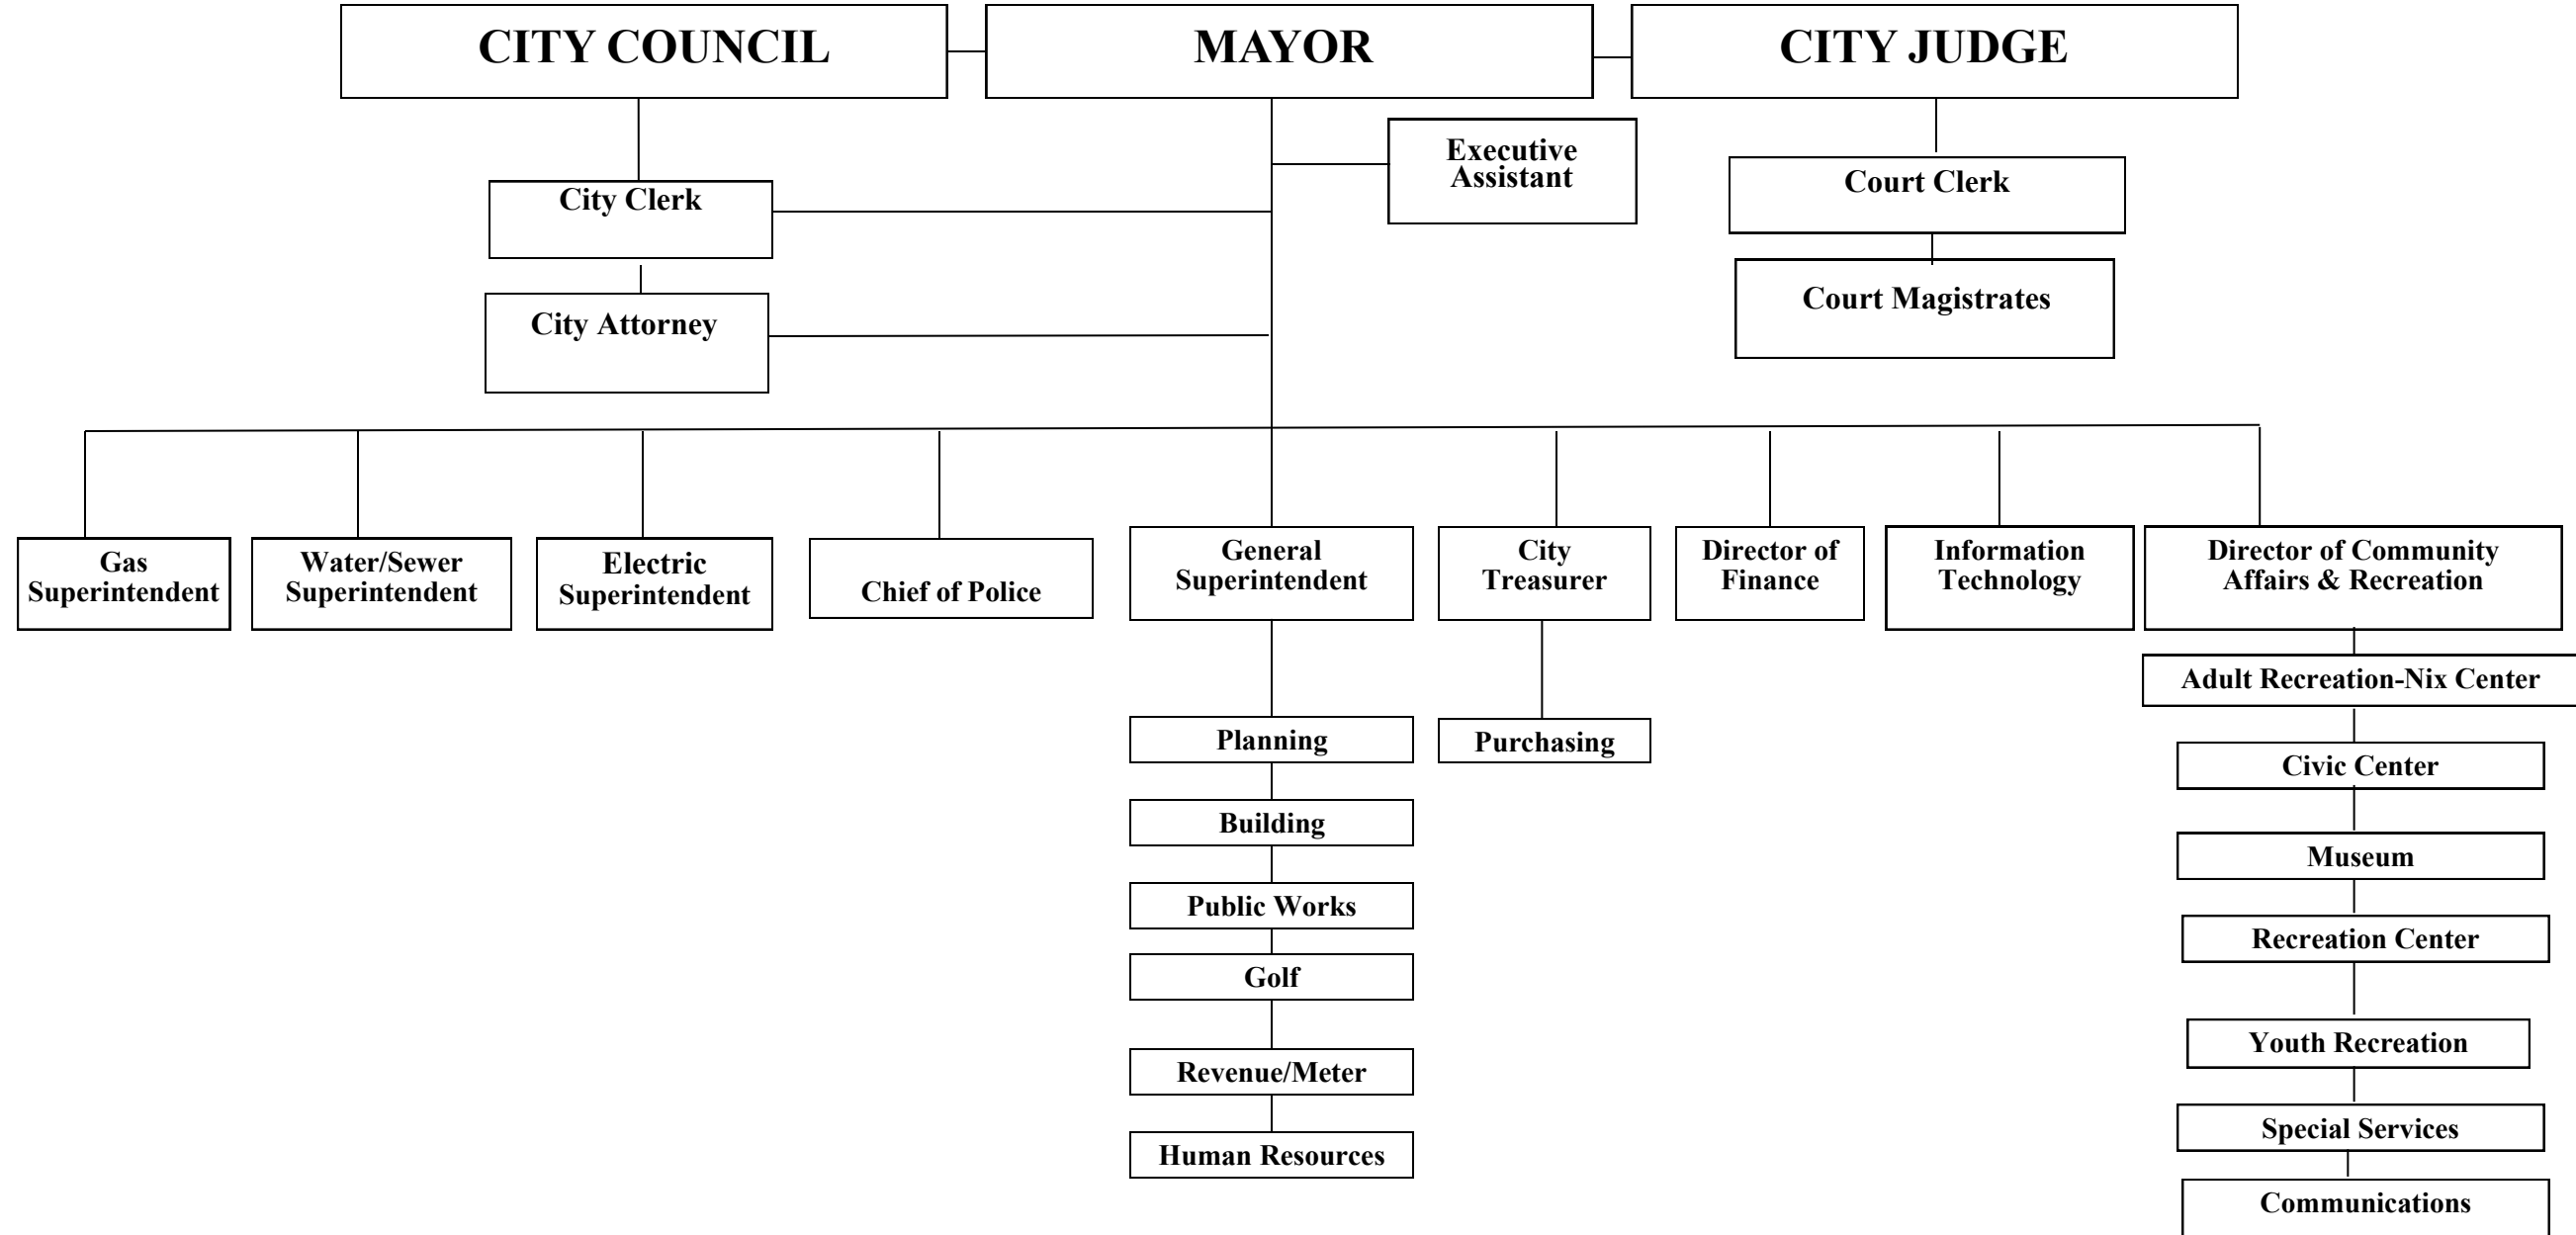 CITY COUNCIL
MAYOR
CITY JUDGE
Executive
Assistant
City Clerk
Court Clerk
City Attorney
Court Magistrates
Gas
Superintendent
Water/Sewer
Superintendent
Electric
Superintendent
Chief of Police
General
Superintendent
City
Treasurer
Director of
Finance
Information
Technology
Director of Community
Affairs & Recreation
Planning
Building
Public Works
Golf
Revenue/Meter
Human Resources
Purchasing
Adult Recreation-Nix Center
Civic Center
Museum
Recreation Center
Youth Recreation
Special Services
Communications